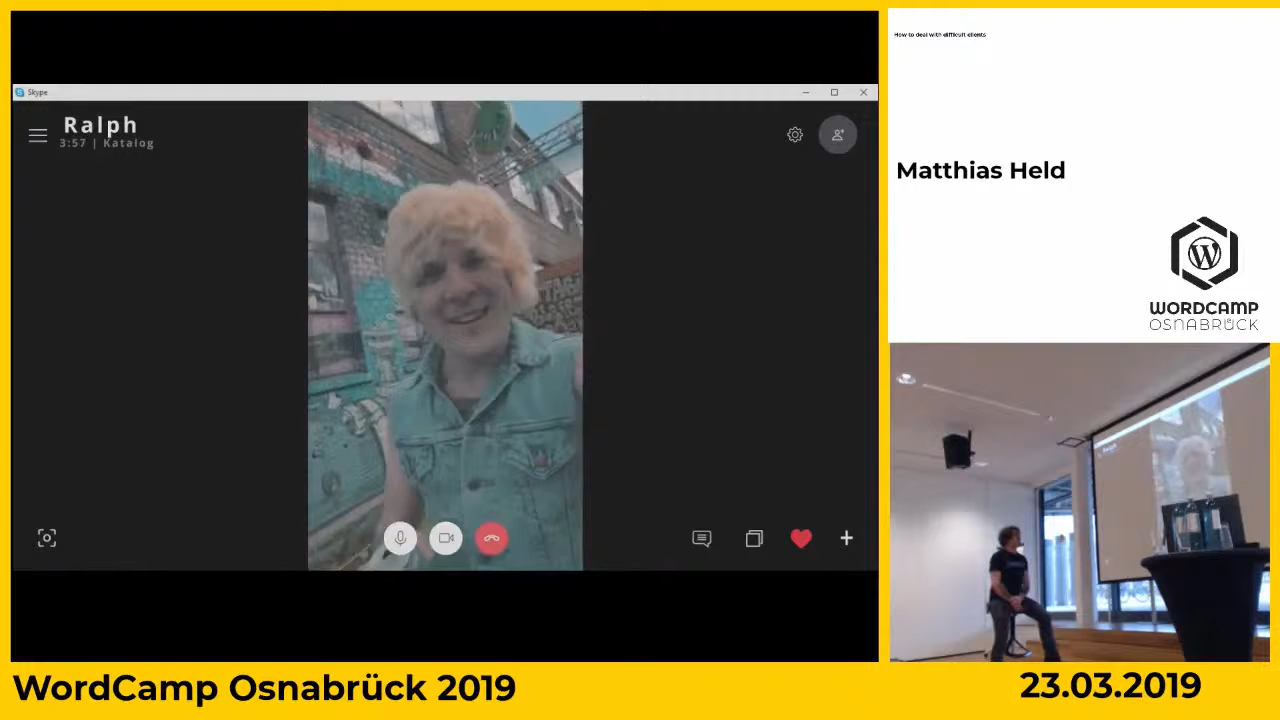 Skype
Ralph
3:57 | Katalog
How to deal with difficult clients
Matthias Held
WORDCAMP
OSNABRÜCK
WordCamp Osnabrück 2019
23.03.2019